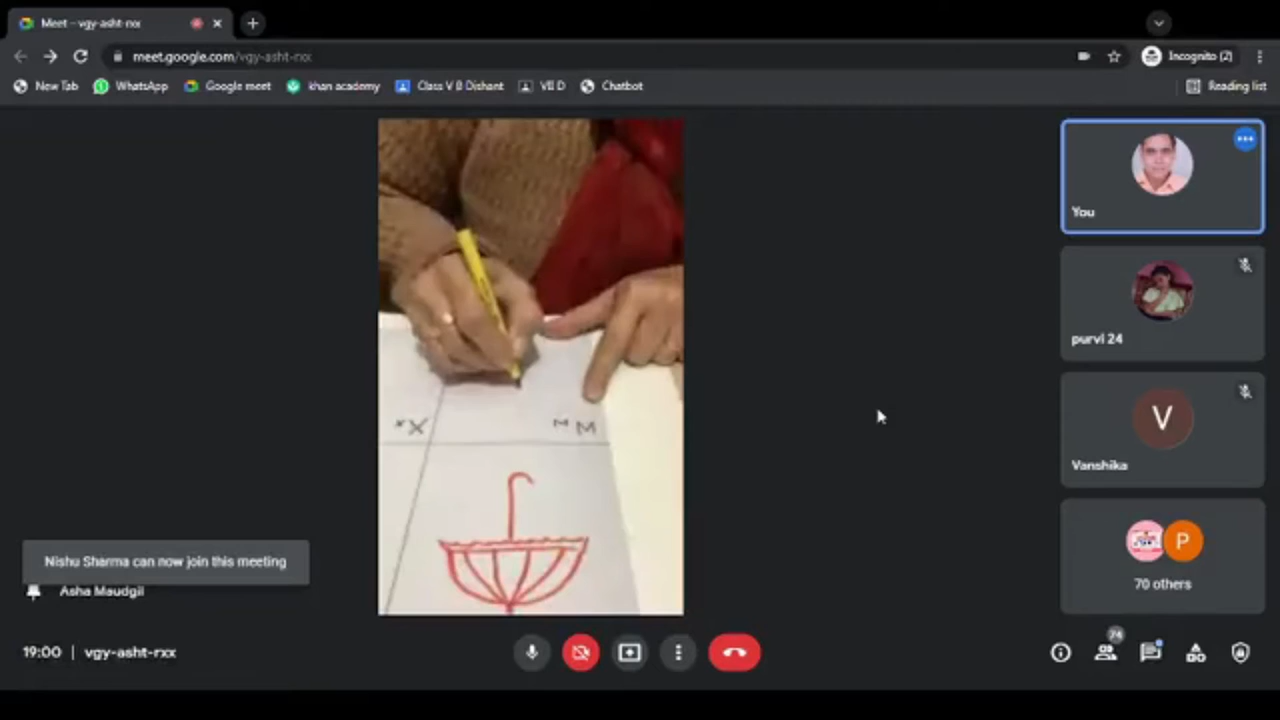 Meet – vgy-asht-rxx
meet.google.com/vgy-asht-rxx
Incognito (2)
New Tab
WhatsApp
Google meet
khan academy
Class V B Dishant
VII D
Chatbot
Reading list
You
purvi 24
V
Vanshika
P
70 others
x X
M M
Nishu Sharma can now join this meeting
Asha Maudgil
19:00 | vgy-asht-rxx
74